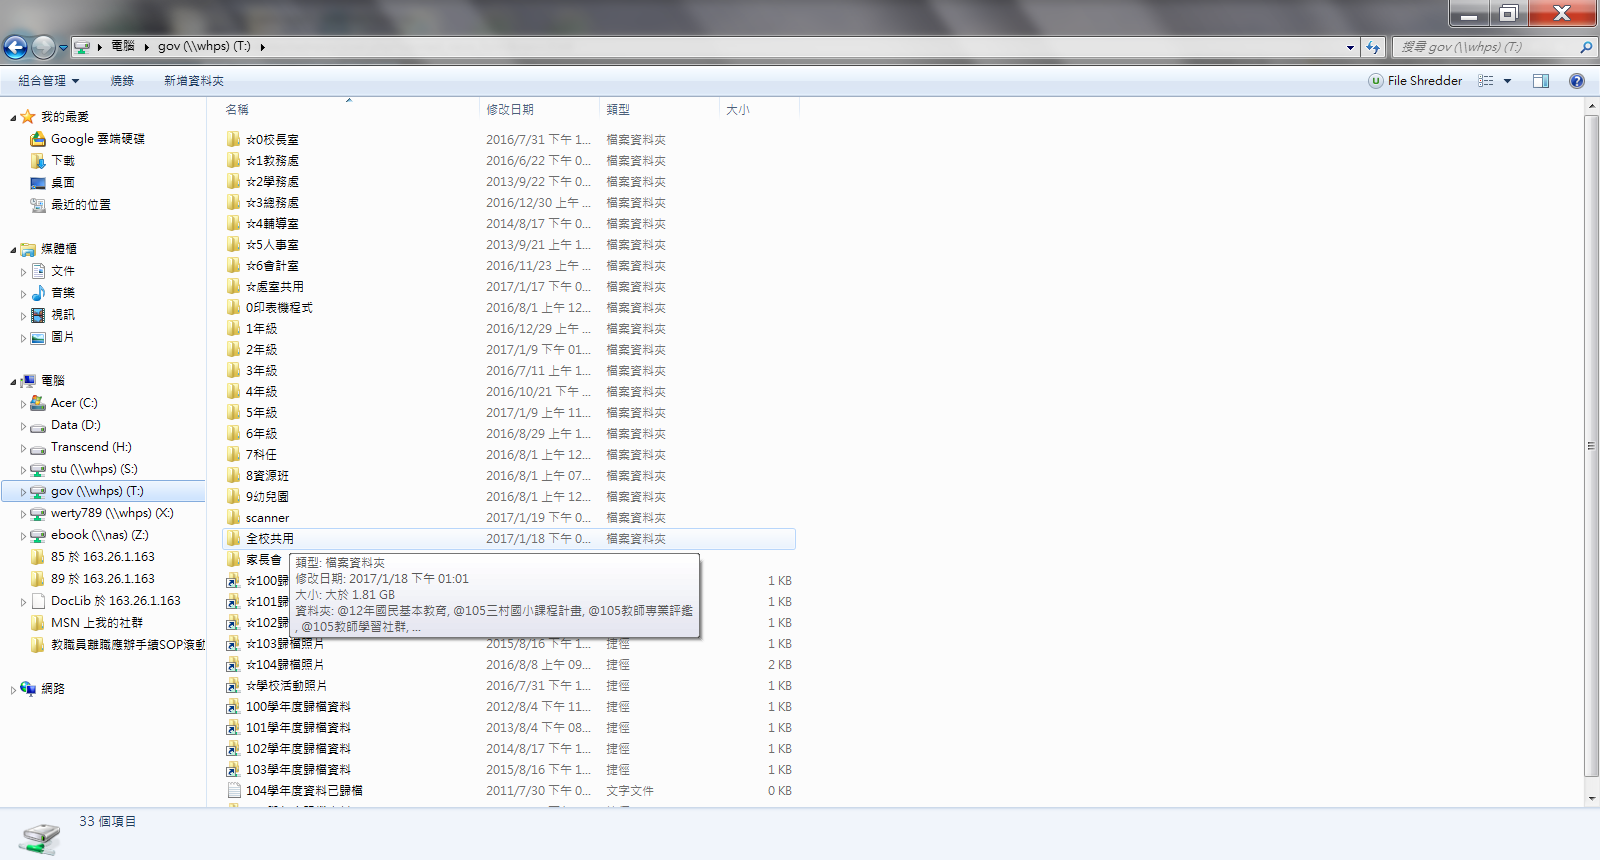 電腦 gov (\\whps) (T:)
搜尋 gov (\\whps) (T:)
組合管理 燒錄 新增資料夾 File Shredder
我的最愛
Google 雲端硬碟
下載
桌面
最近的位置
媒體櫃
文件
音樂
視訊
圖片
電腦
Acer (C:)
Data (D:)
Transcend (H:)
stu (\\whps) (S:)
gov (\\whps) (T:)
werty789 (\\whps) (X:)
ebook (\\nas) (Z:)
85 於 163.26.1.163
89 於 163.26.1.163
DocLib 於 163.26.1.163
MSN 上我的社群
教職員離職應辦手續SOP滾動
網路
名稱 修改日期 類型 大小
☆0校長室 2016/7/31 下午 1... 檔案資料夾
☆1教務處 2016/6/22 下午 0... 檔案資料夾
☆2學務處 2013/9/22 下午 0... 檔案資料夾
☆3總務處 2016/12/30 上午 ... 檔案資料夾
☆4輔導室 2014/8/17 下午 0... 檔案資料夾
☆5人事室 2013/9/21 上午 1... 檔案資料夾
☆6會計室 2016/11/23 上午 ... 檔案資料夾
☆處室共用 2017/1/17 下午 0... 檔案資料夾
0印表機程式 2016/8/1 上午 12... 檔案資料夾
1年級 2016/12/29 上午 ... 檔案資料夾
2年級 2017/1/9 下午 01... 檔案資料夾
3年級 2016/7/11 上午 1... 檔案資料夾
4年級 2016/10/21 下午 ... 檔案資料夾
5年級 2017/1/9 上午 11... 檔案資料夾
6年級 2016/8/29 上午 1... 檔案資料夾
7科任 2016/8/1 上午 12... 檔案資料夾
8資源班 2016/8/1 上午 07... 檔案資料夾
9幼兒園 2016/8/1 上午 12... 檔案資料夾
scanner 2017/1/19 下午 0... 檔案資料夾
全校共用 2017/1/18 下午 0... 檔案資料夾
家長會
類型: 檔案資料夾
修改日期: 2017/1/18 下午 01:01
大小: 大於 1.81 GB
資料夾: @12年國民基本教育, @105三村國小課程計畫, @105教師專業評鑑
, @105教師學習社群, ...
☆100歸 1 KB
☆101歸 1 KB
☆102歸 1 KB
☆103歸檔照片 2015/8/16 下午 1... 捷徑 1 KB
☆104歸檔照片 2016/8/8 上午 09... 捷徑 2 KB
☆學校活動照片 2016/7/31 下午 1... 捷徑 1 KB
100學年度歸檔資料 2012/8/4 下午 11... 捷徑 1 KB
101學年度歸檔資料 2013/8/4 下午 08... 捷徑 1 KB
102學年度歸檔資料 2014/8/17 下午 1... 捷徑 1 KB
103學年度歸檔資料 2015/8/16 下午 1... 捷徑 1 KB
104學年度資料已歸檔 2011/7/30 下午 0... 文字文件 0 KB
33 個項目